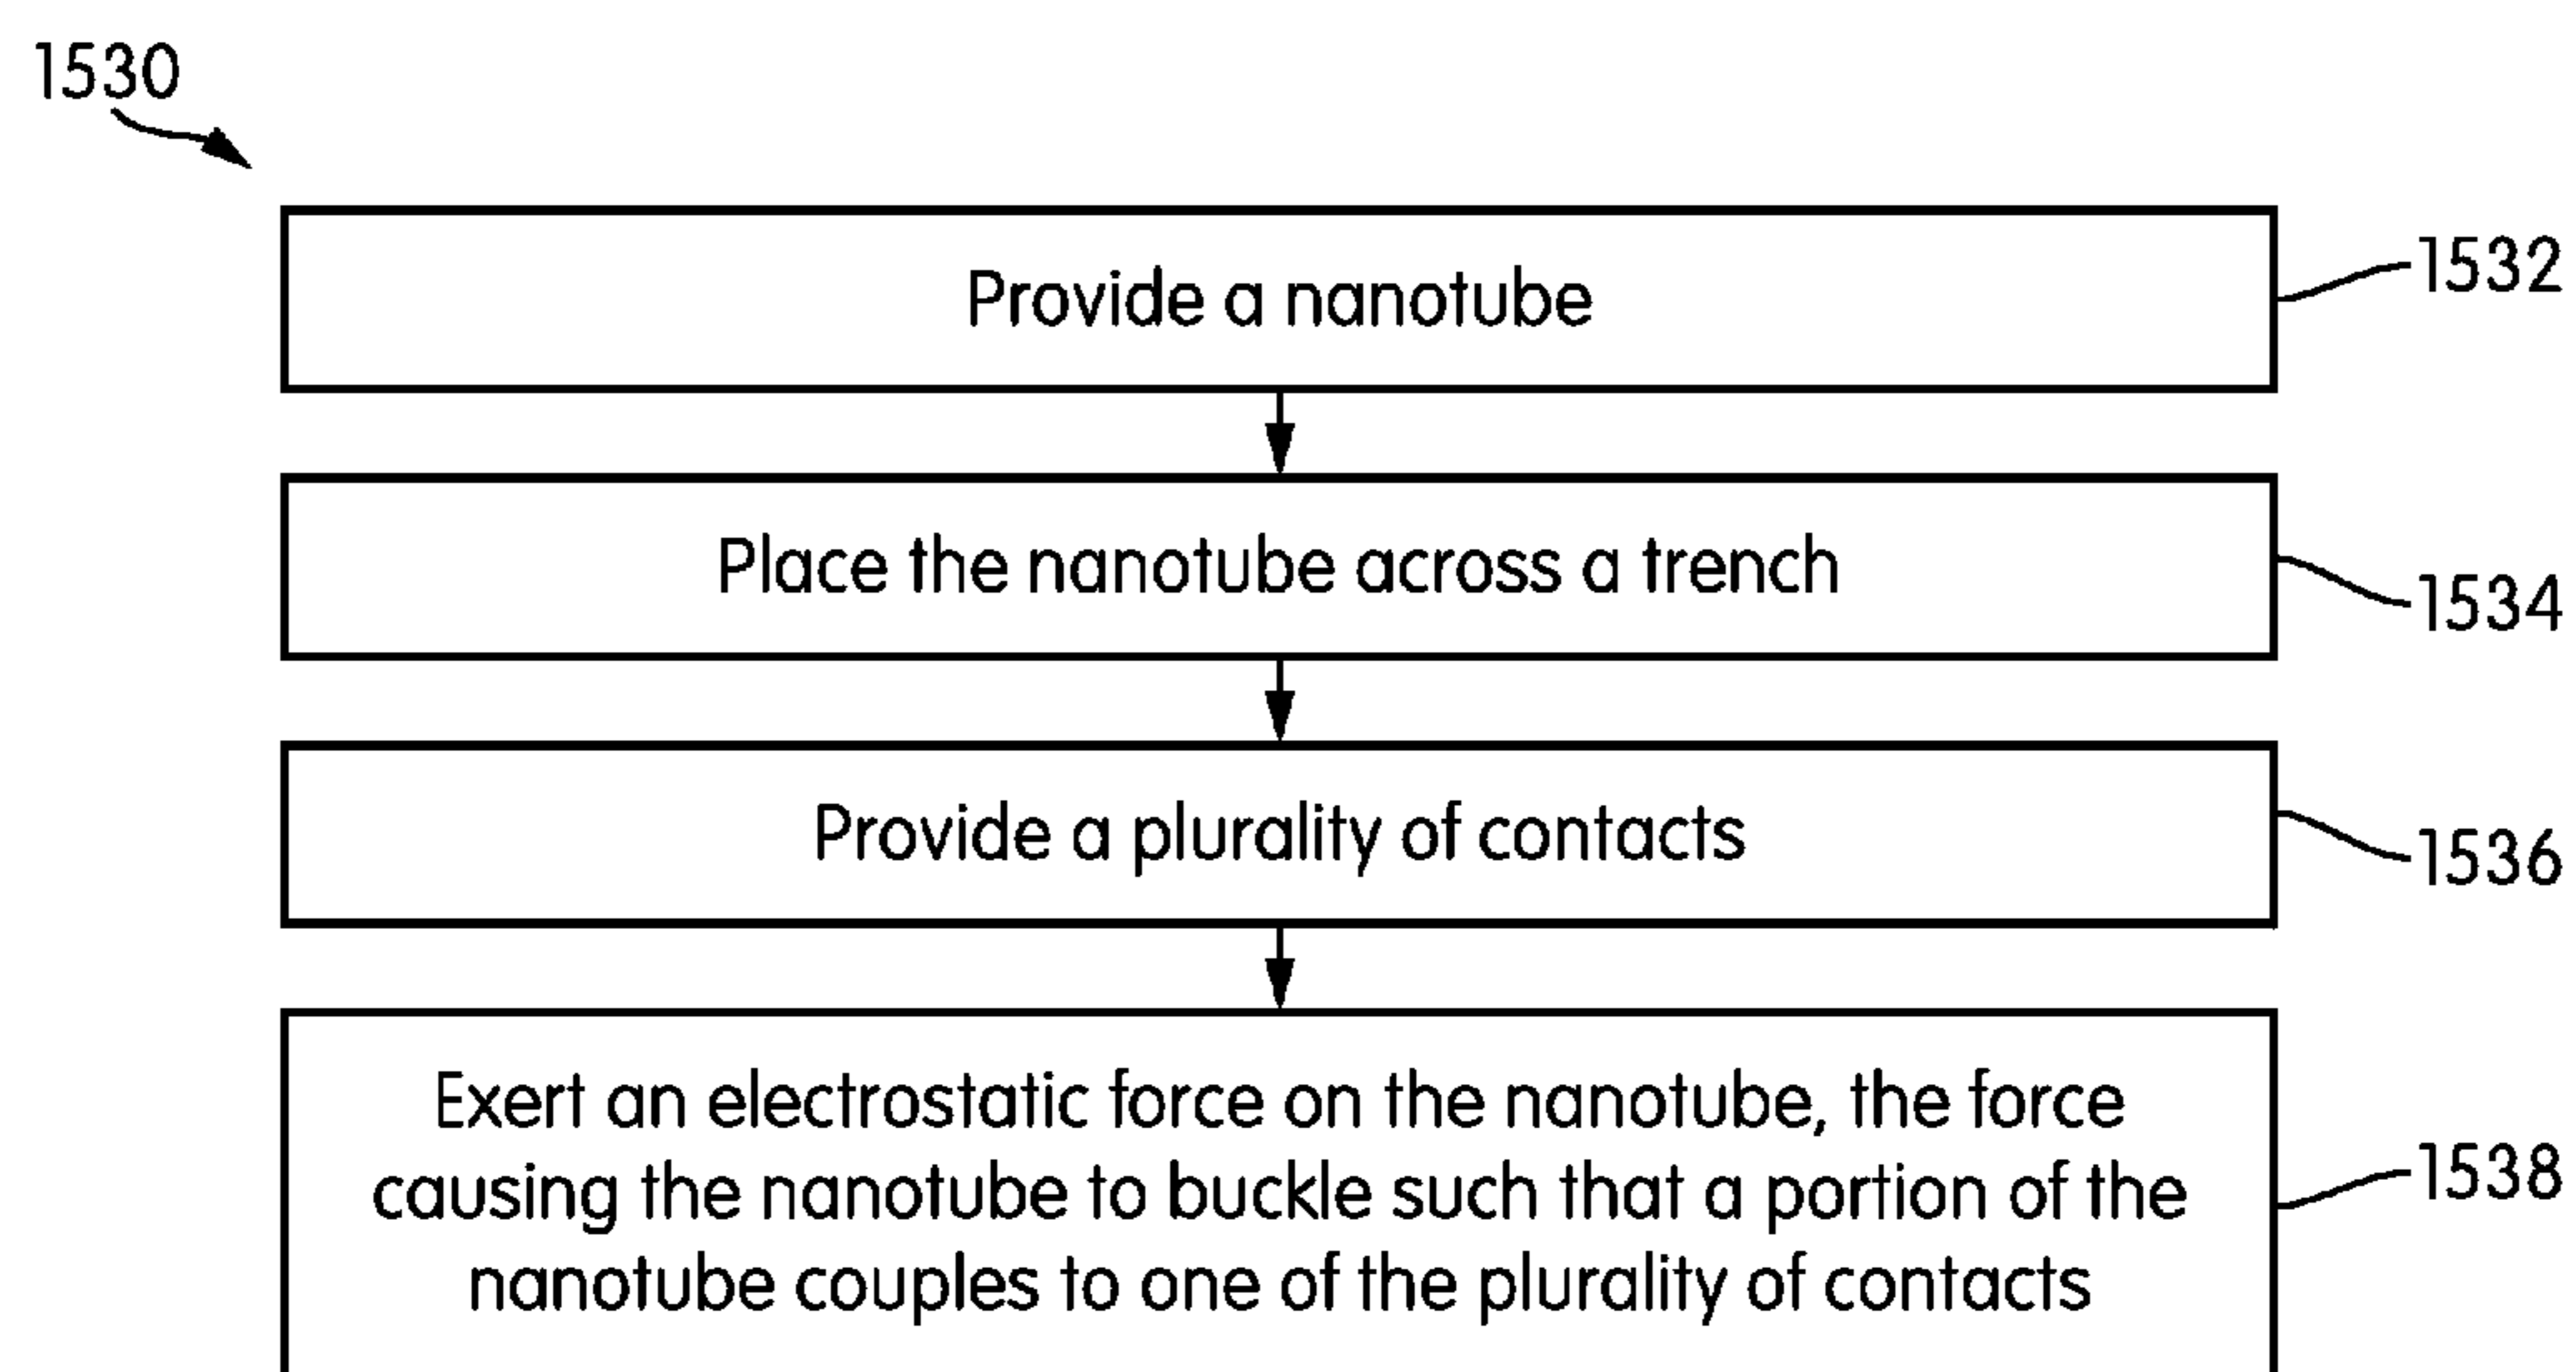 1530
Provide a nanotube
1532
Place the nanotube across a trench
1534
Provide a plurality of contacts
1536
Exert an electrostatic force on the nanotube, the force
causing the nanotube to buckle such that a portion of the
nanotube couples to one of the plurality of contacts
1538